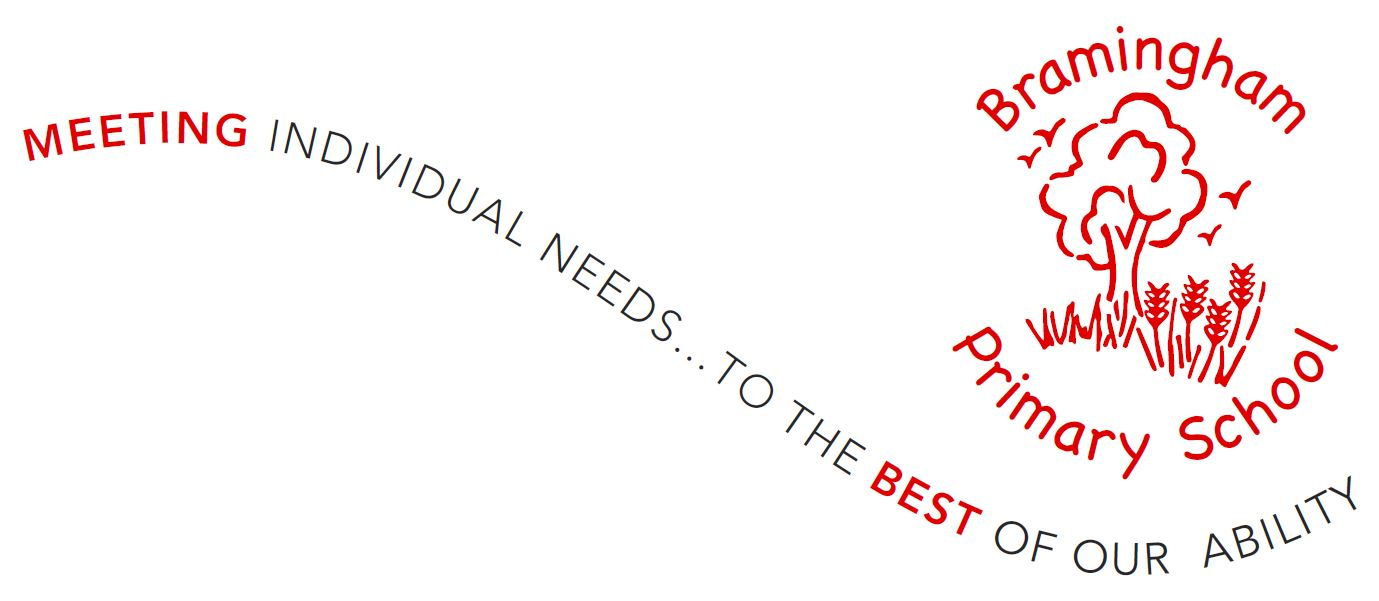 MEETING INDIVIDUAL NEEDS...TO THE BEST OF OUR ABILITY
Bramingham
Primary School